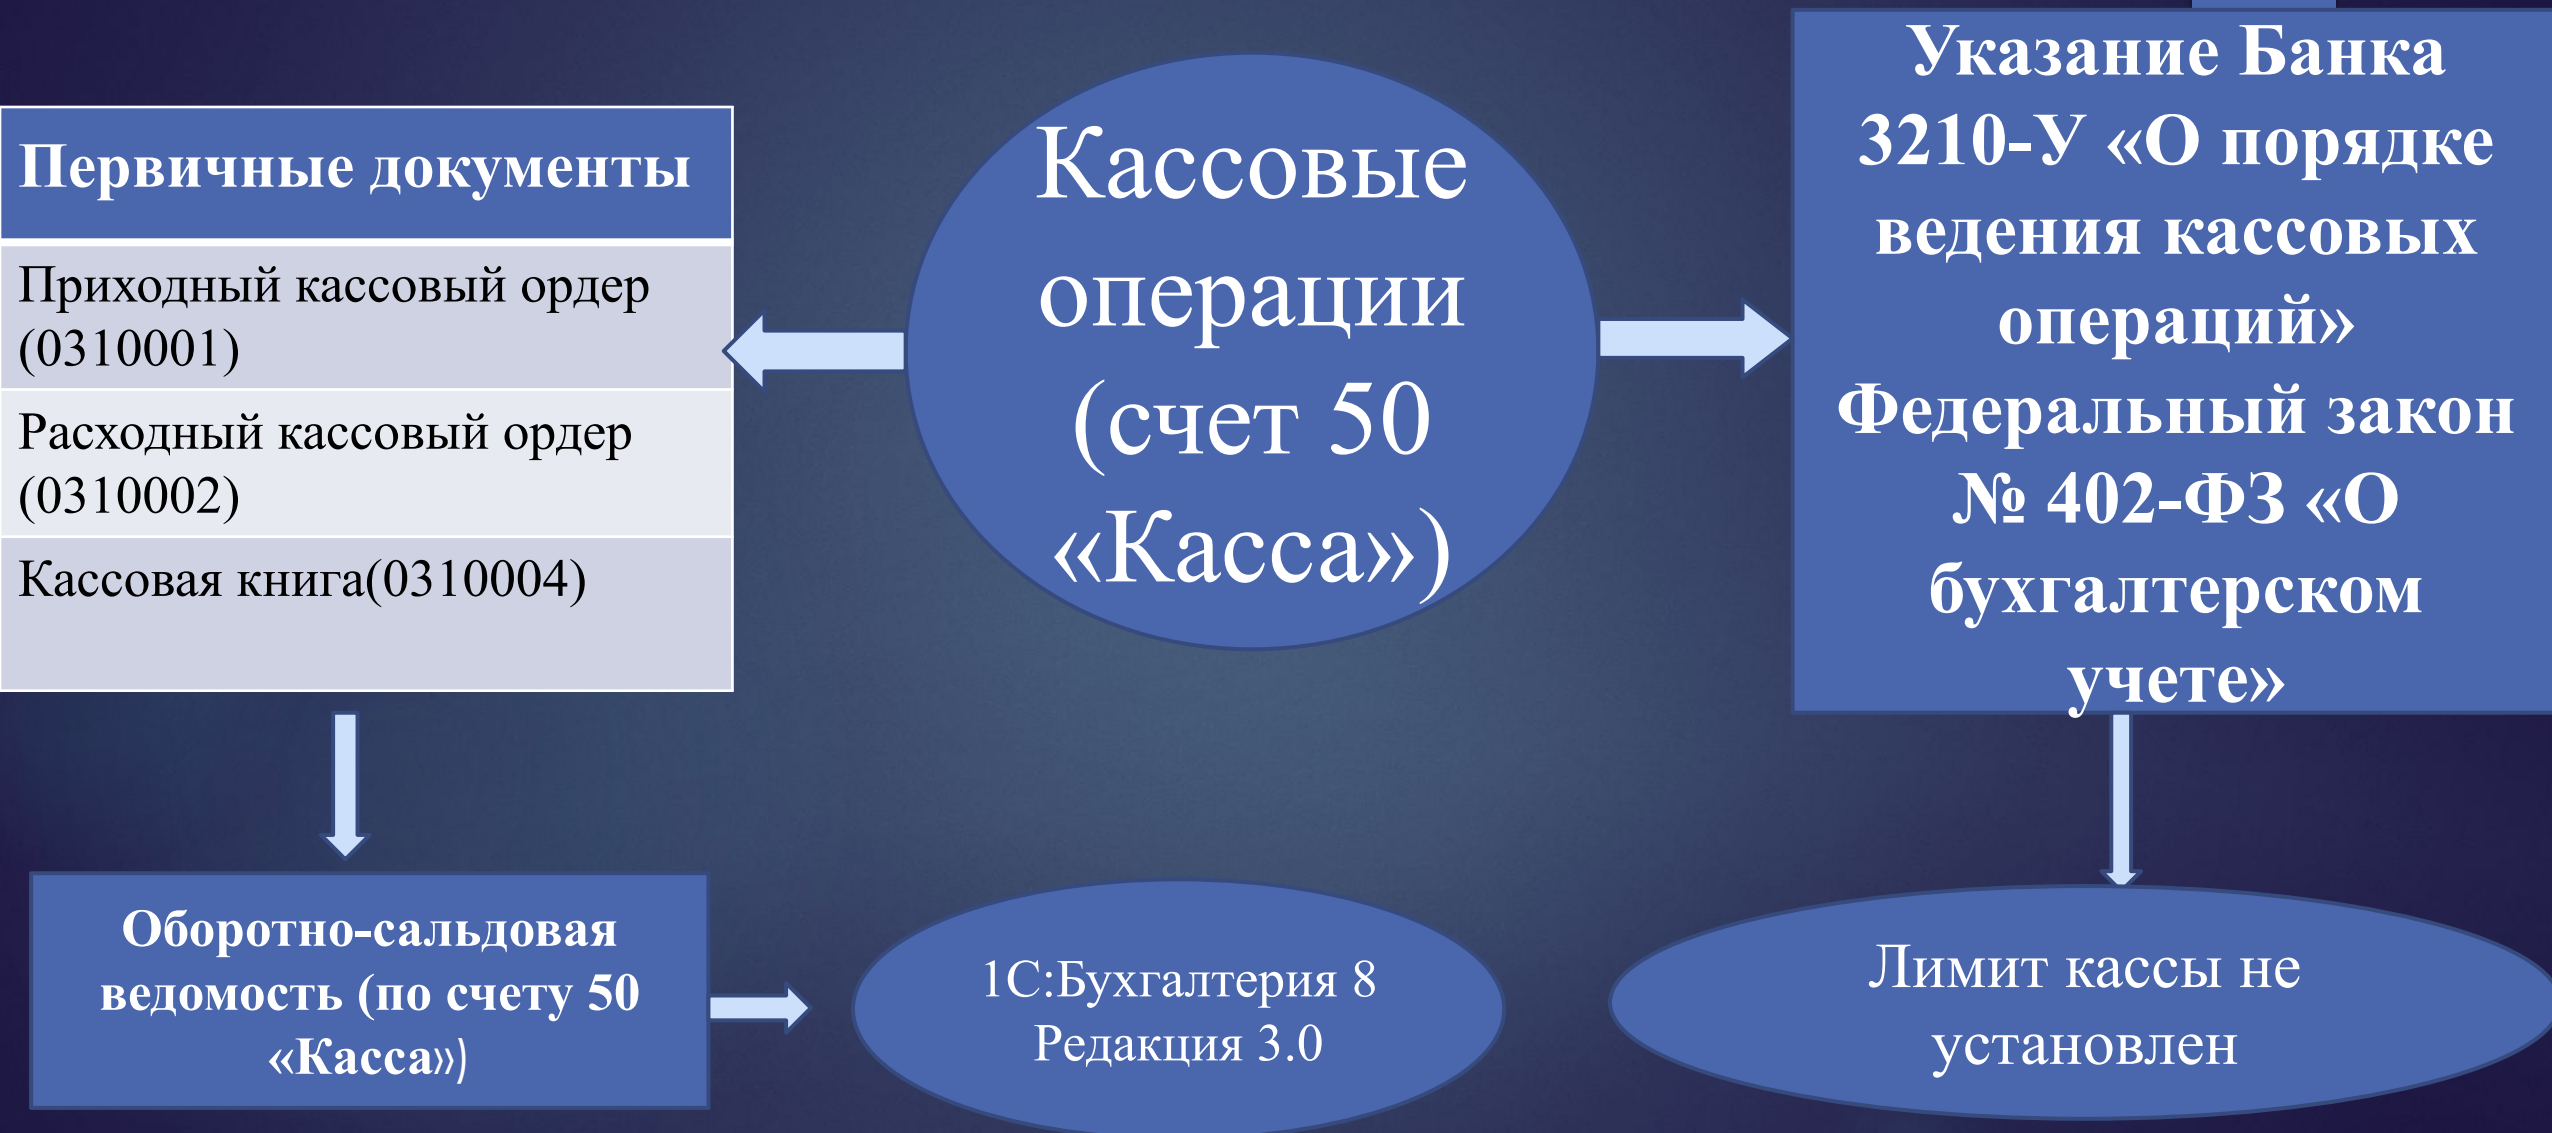 Первичные документы
Приходный кассовый ордер
(0310001)
Расходный кассовый ордер
(0310002)
Кассовая книга(0310004)
Кассовые
операции
(счет 50
«Касса»)
Указание Банка
3210-У «О порядке
ведения кассовых
операций»
Федеральный закон
№ 402-ФЗ «О
бухгалтерском
учете»
Оборотно-сальдовая
ведомость (по счету 50
«Касса»)
1С:Бухгалтерия 8
Редакция 3.0
Лимит кассы не
установлен